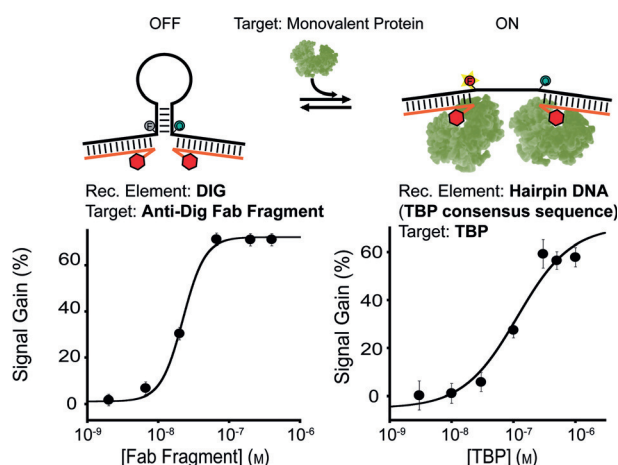 OFF
Target: Monovalent Protein
ON
F
Rec. Element: DIG
Target: Anti-Dig Fab Fragment
Signal Gain (%)
60
40
20
0
10⁻⁹
10⁻⁸
10⁻⁷
10⁻⁶
[Fab Fragment] (M)
F
Rec. Element: Hairpin DNA
(TBP consensus sequence)
Target: TBP
Signal Gain (%)
60
40
20
0
10⁻⁹
10⁻⁸
10⁻⁷
10⁻⁶
[TBP] (M)